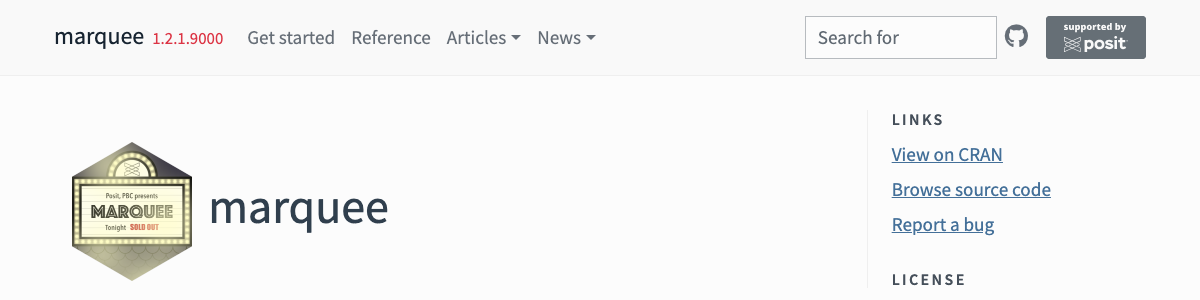 marquee 1.2.1.9000 Get started Reference Articles News Search for supported by posit
LINKS
View on CRAN
Browse source code
Report a bug
Posit, PBC presents
MARQUEE
Tonight SOLD OUT
marquee
LICENSE